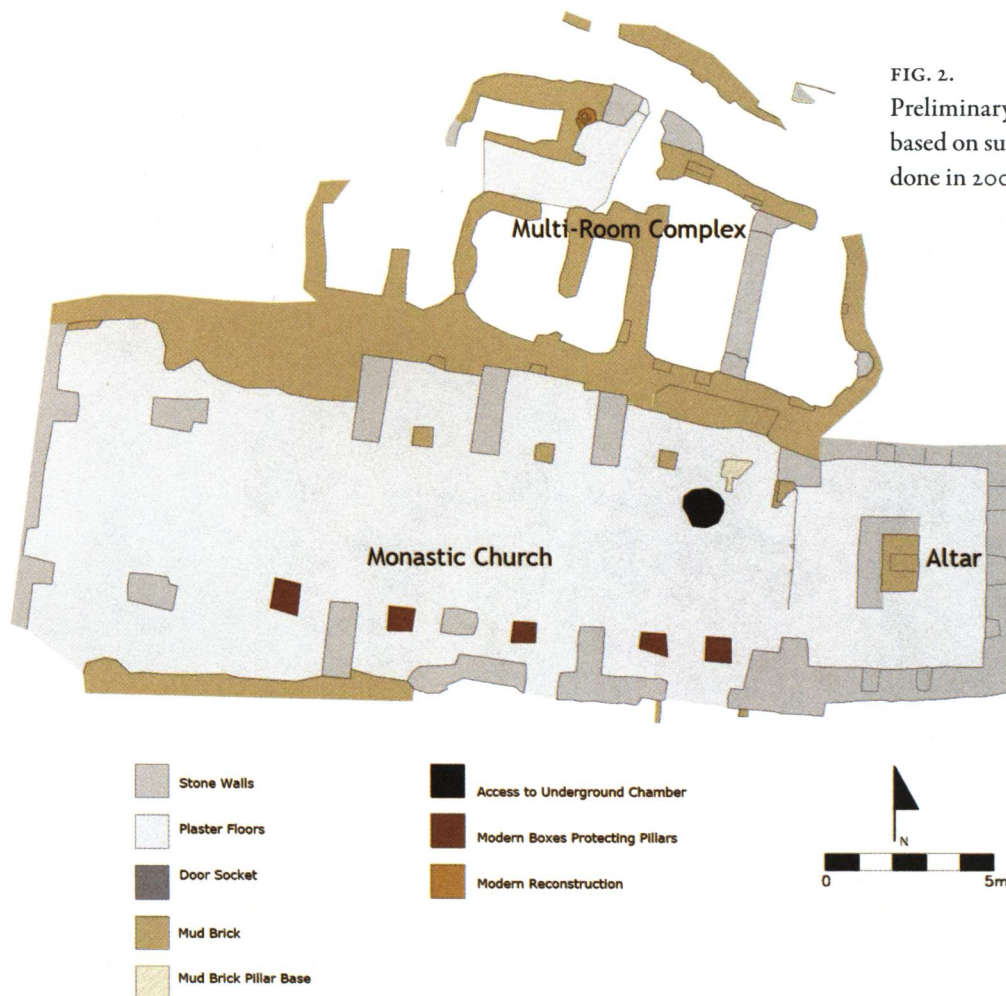 FIG. 2.
Preliminary
based on su
done in 200
Multi-Room Complex
Monastic Church
Altar
Stone Walls
Plaster Floors
Door Socket
Mud Brick
Mud Brick Pillar Base
Access to Underground Chamber
Modern Boxes Protecting Pillars
Modern Reconstruction
N
0 5m